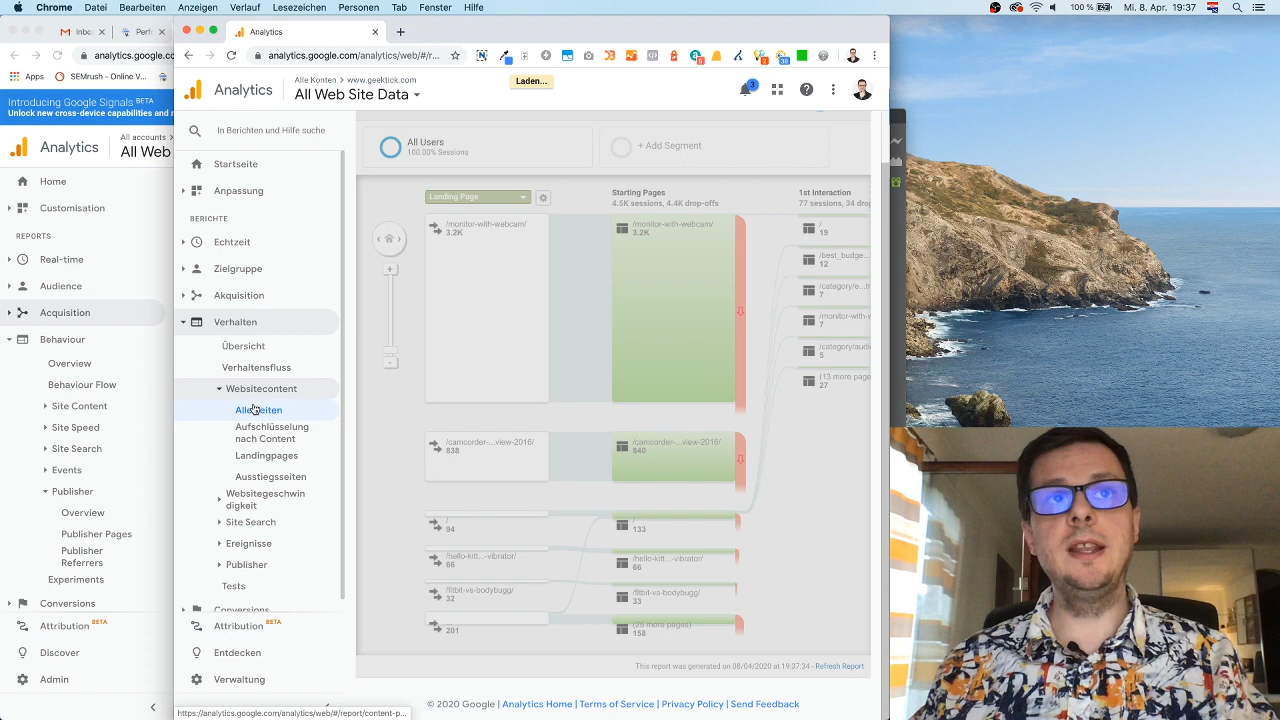 Chrome Datei Bearbeiten Anzeigen Verlauf Lesezeichen Personen Tab Fenster Hilfe
100 % Mi. 8. Apr. 19:37
Inbo
Perfo
Analytics
analytics.google.cc
analytics.google.com/analytics/web/#/r...
Apps SEMrush - Online V...
Introducing Google Signals BETA
Unlock new cross-device capabilities and r
Analytics
All accounts >
All Web
Home
Customisation
REPORTS
Real-time
Audience
Acquisition
Behaviour
Overview
Behaviour Flow
Site Content
Site Speed
Site Search
Events
Publisher
Overview
Publisher Pages
Publisher
Referrers
Experiments
Conversions
Attribution BETA
Discover
Admin
Analytics
Alle Konten > www.geektick.com
All Web Site Data
Laden...
3
In Berichten und Hilfe suche
Startseite
Anpassung
BERICHTE
Echtzeit
Zielgruppe
Akquisition
Verhalten
Übersicht
Verhaltensfluss
Websitecontent
Alle Seiten
Aufschlüsselung
nach Content
Landingpages
Ausstiegsseiten
Websitegeschwin
digkeit
Site Search
Ereignisse
Publisher
Tests
Conversions
Attribution BETA
Entdecken
Verwaltung
All Users
100.00% Sessions
+ Add Segment
Landing Page
Starting Pages
4.5K sessions, 4.4K drop-offs
1st Interaction
77 sessions, 34 drop
/monitor-with-webcam/
3.2K
/camcorder-...view-2016/
838
/
94
/hello-kitt...-vibrator/
66
/fitbit-vs-bodybugg/
32
201
/monitor-with-webcam/
3.2K
/camcorder-...view-2016/
840
/
133
/hello-kitt...-vibrator/
66
/fitbit-vs-bodybugg/
33
(25 more pages)
158
/
19
/best_budge...
12
/category/e...tr
7
/monitor-with-w
7
/category/audi
5
(13 more page
27
This report was generated on 08/04/2020 at 19:37:34 - Refresh Report
© 2020 Google | Analytics Home | Terms of Service | Privacy Policy | Send Feedback
https://analytics.google.com/analytics/web/#/report/content-p...